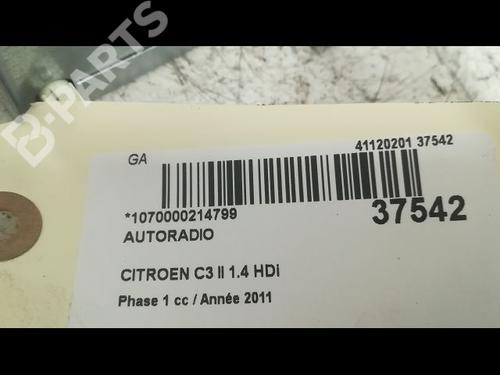 B-PARTS
GA
41120201 37542
*1070000214799
37542
AUTORADIO
CITROEN C3 II 1.4 HDi
Phase 1 cc / Année 2011